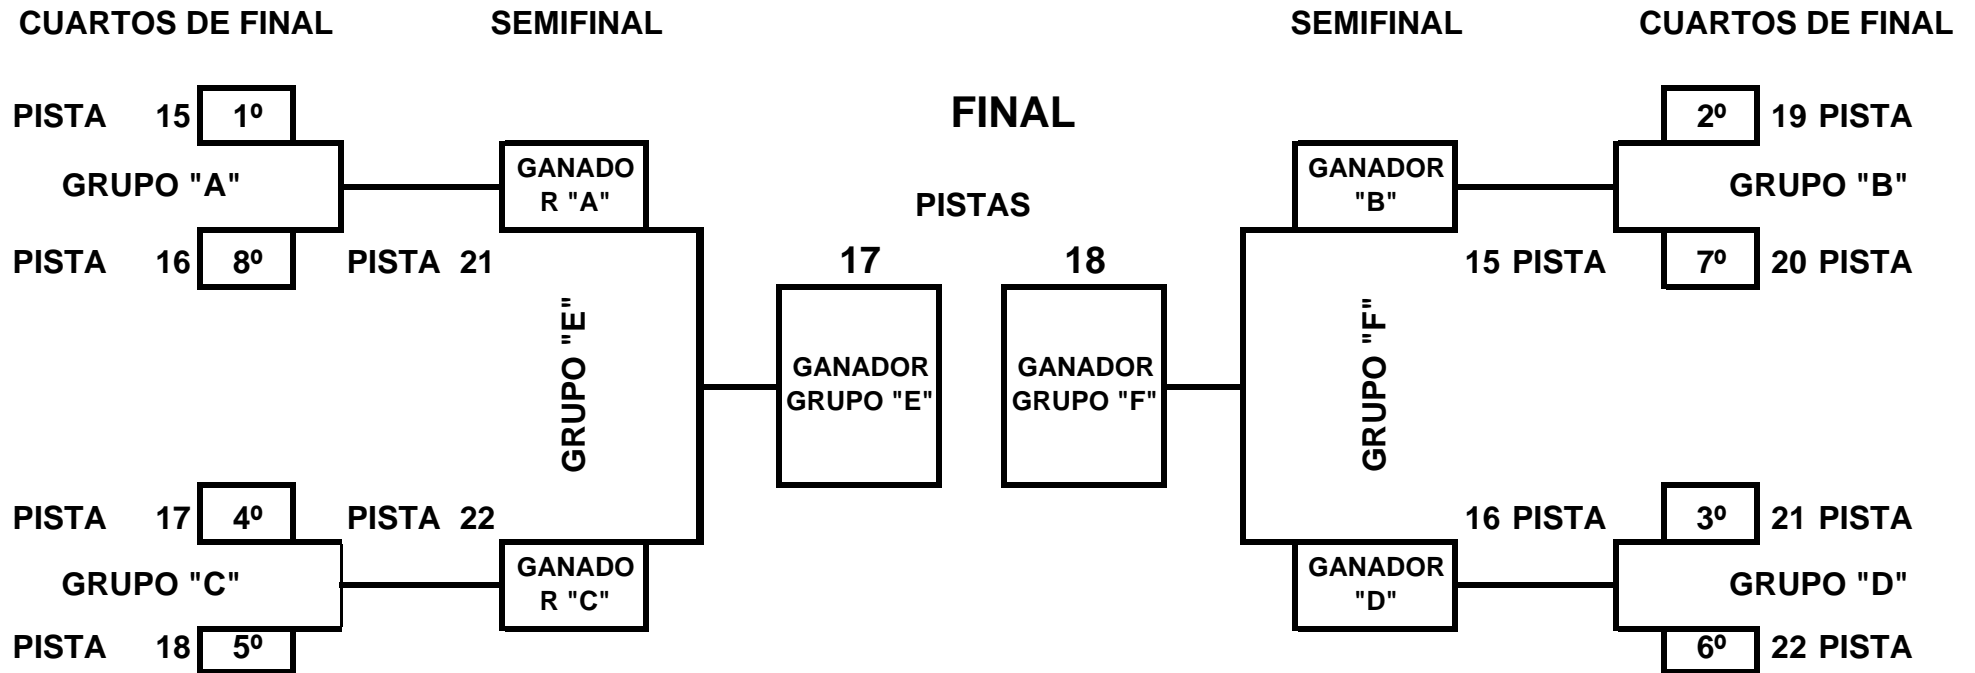 CUARTOS DE FINAL SEMIFINAL SEMIFINAL CUARTOS DE FINAL
PISTA 15 1º FINAL 2º 19 PISTA
GANADO
R "A"
GANADOR
"B"
GRUPO "A" GRUPO "B"
PISTAS
PISTA 16 8º PISTA 21 17 18 15 PISTA 7º 20 PISTA
GRUPO "E"
GANADOR
GRUPO "E"
GANADOR
GRUPO "F"
GRUPO "F"
PISTA 17 4º PISTA 22 16 PISTA 3º 21 PISTA
GANADO
R "C"
GANADOR
"D"
GRUPO "C" GRUPO "D"
PISTA 18 5º 6º 22 PISTA